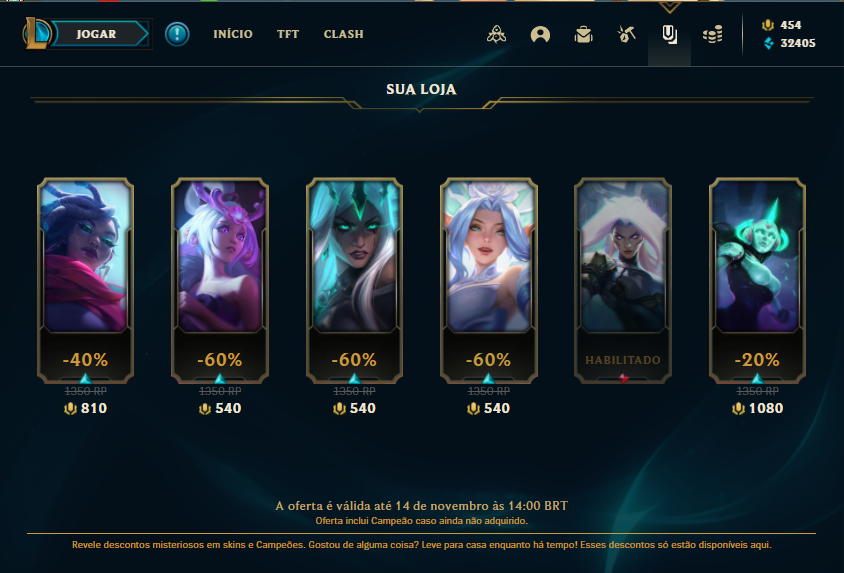 JOGAR
INÍCIO TFT CLASH
454
32405
SUA LOJA
-40% -60% -60% -60% HABILITADO -20%
1350 RP 1350 RP 1350 RP 1350 RP 1350 RP
810 540 540 540 1080
A oferta é válida até 14 de novembro às 14:00 BRT
Oferta inclui Campeão caso ainda não adquirido.
Revele descontos misteriosos em skins e Campeões. Gostou de alguma coisa? Leve para casa enquanto há tempo! Esses descontos só estão disponíveis aqui.